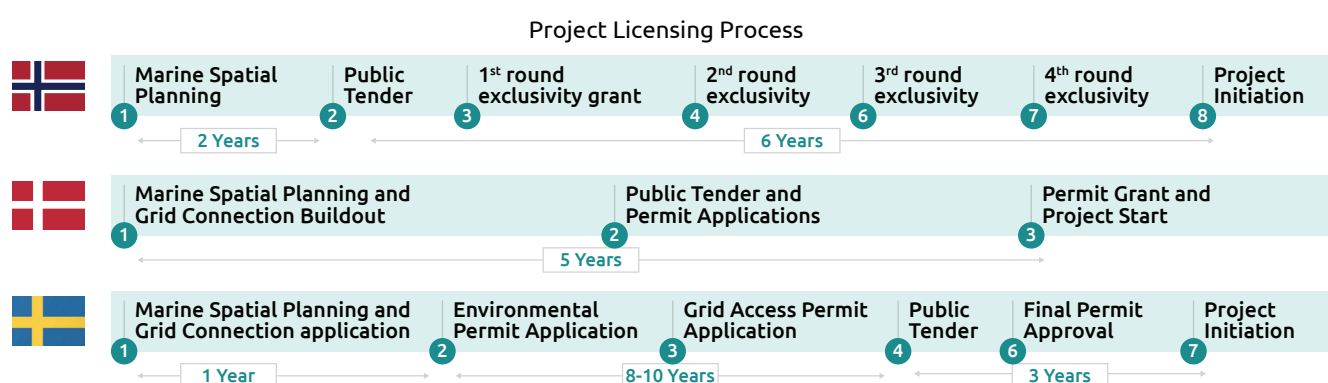 Project Licensing Process
Marine Spatial
Planning
Public
Tender
1st round
exclusivity grant
2nd round
exclusivity
3rd round
exclusivity
4th round
exclusivity
Project
Initiation
1
2
3
4
6
7
8
2 Years
6 Years
Marine Spatial Planning and
Grid Connection Buildout
Public Tender and
Permit Applications
Permit Grant and
Project Start
1
2
3
5 Years
Marine Spatial Planning and
Grid Connection application
Environmental
Permit Application
Grid Access Permit
Application
Public
Tender
Final Permit
Approval
Project
Initiation
1
2
3
4
6
7
1 Year
8-10 Years
3 Years